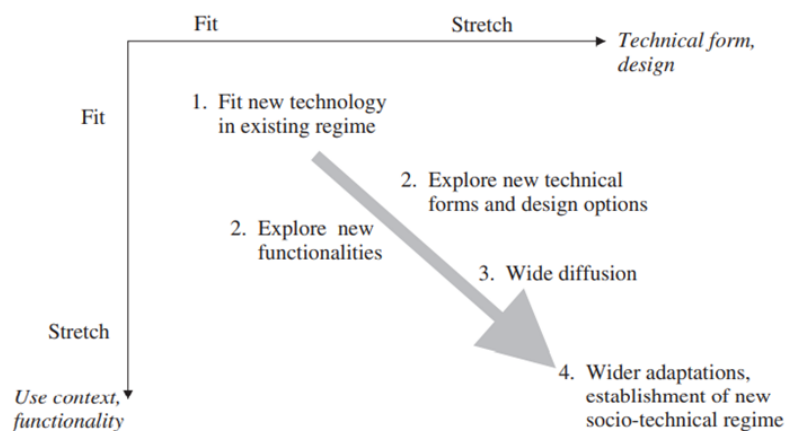 Fit
Stretch
Technical form,
design
Fit
1. Fit new technology
in existing regime
2. Explore new technical
forms and design options
2. Explore new
functionalities
3. Wide diffusion
Stretch
4. Wider adaptations,
establishment of new
socio-technical regime
Use context,
functionality